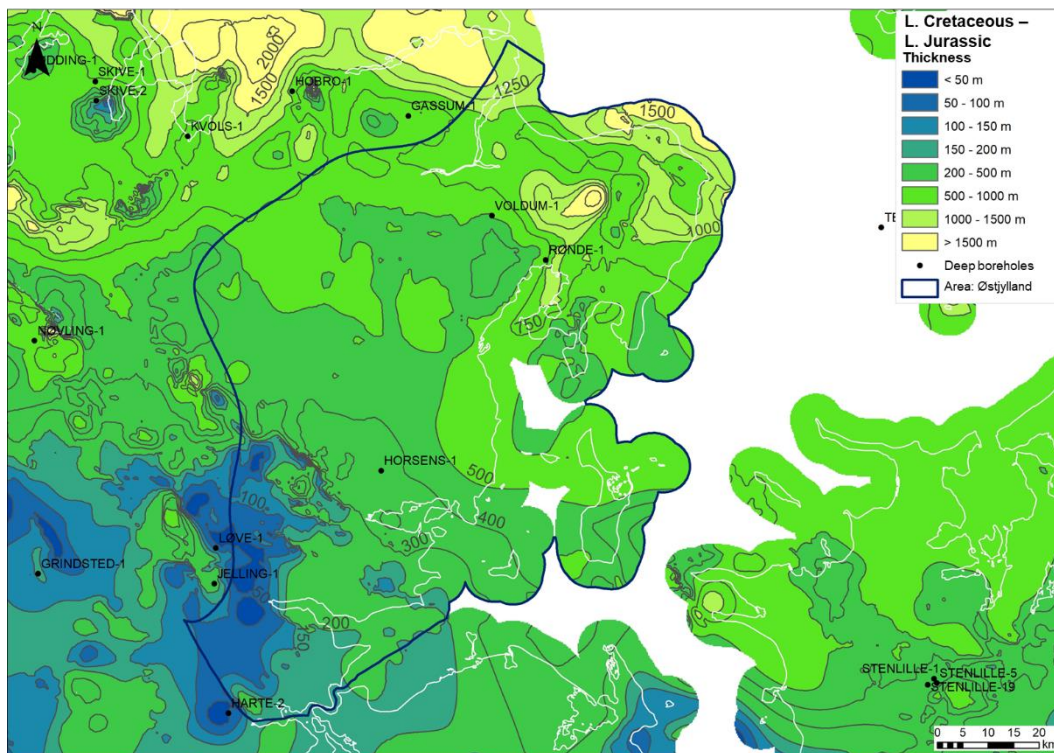 L. Cretaceous –
L. Jurassic
Thickness
< 50 m
50 - 100 m
100 - 150 m
150 - 200 m
200 - 500 m
500 - 1000 m
1000 - 1500 m
> 1500 m
Deep boreholes
Area: Østjylland
N
SKIVE-1
SKIVE-2
KVOLS-1
HOBRO-1
GASSUM-1
2000
1500
1250
1500
VOLDUM-1
RØNDE-1
1000
750
NØVLING-1
HORSENS-1
500
400
300
100
LØVE-1
GRINDSTED-1
JELLING-1
50
200
150
HARTE-2
STENLILLE-1
STENLILLE-5
STENLILLE-19
0 5 10 15 20